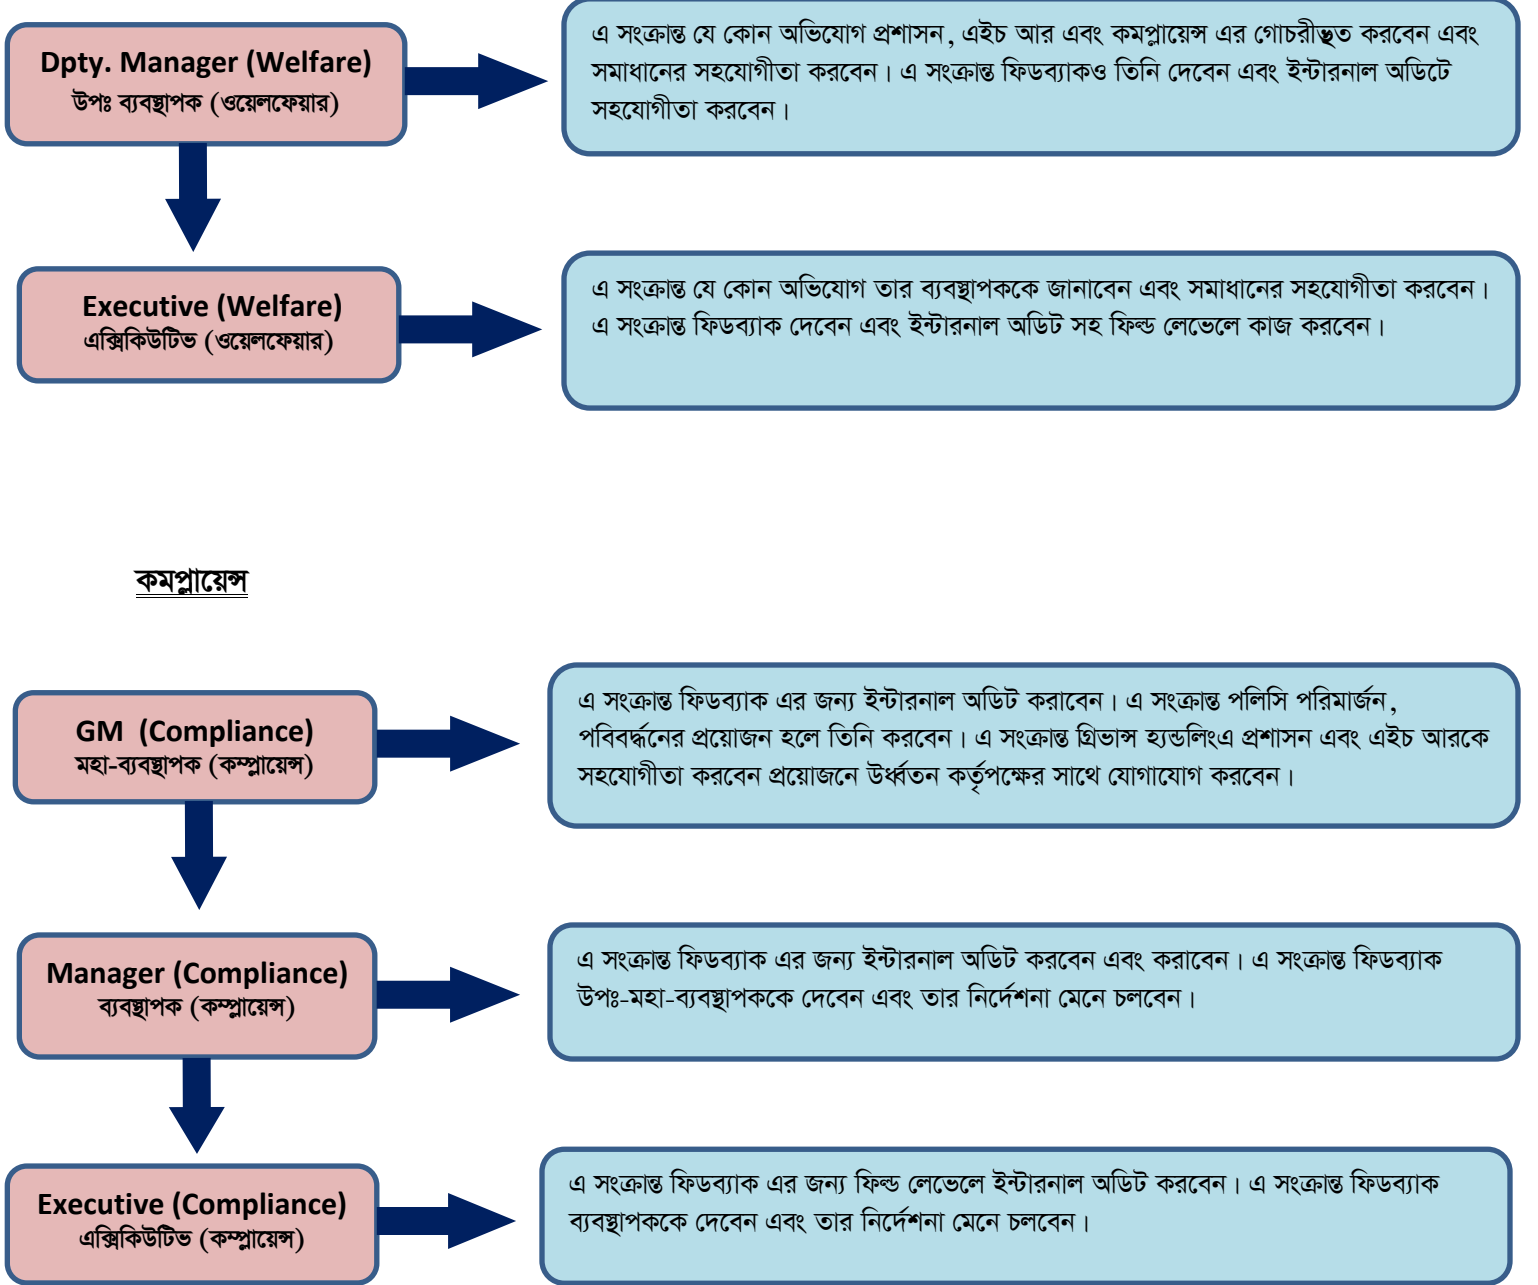 Dpty. Manager (Welfare)
উপঃ ব্যবস্থাপক (ওয়েলফেয়ার)
এ সংক্রান্ত যে কোন অভিযোগ প্রশাসন, এইচ আর এবং কমপ্লায়েন্স এর গোচরীভূত করবেন এবং
সমাধানের সহযোগীতা করবেন। এ সংক্রান্ত ফিডব্যাকও তিনি দেবেন এবং ইন্টারনাল অডিটে
সহযোগীতা করবেন।
Executive (Welfare)
এক্সিকিউটিভ (ওয়েলফেয়ার)
এ সংক্রান্ত যে কোন অভিযোগ তার ব্যবস্থাপককে জানাবেন এবং সমাধানের সহযোগীতা করবেন।
এ সংক্রান্ত ফিডব্যাক দেবেন এবং ইন্টারনাল অডিট সহ ফিল্ড লেভেলে কাজ করবেন।
কমপ্লায়েন্স
GM (Compliance)
মহা-ব্যবস্থাপক (কম্প্লায়েন্স)
এ সংক্রান্ত ফিডব্যাক এর জন্য ইন্টারনাল অডিট করাবেন। এ সংক্রান্ত পলিসি পরিমার্জন,
পবিবর্দ্ধনের প্রয়োজন হলে তিনি করবেন। এ সংক্রান্ত গ্রিভান্স হ্যন্ডলিংএ প্রশাসন এবং এইচ আরকে
সহযোগীতা করবেন প্রয়োজনে উর্ধ্বতন কর্তৃপক্ষের সাথে যোগাযোগ করবেন।
Manager (Compliance)
ব্যবস্থাপক (কম্প্লায়েন্স)
এ সংক্রান্ত ফিডব্যাক এর জন্য ইন্টারনাল অডিট করবেন এবং করাবেন। এ সংক্রান্ত ফিডব্যাক
উপঃ-মহা-ব্যবস্থাপককে দেবেন এবং তার নির্দেশনা মেনে চলবেন।
Executive (Compliance)
এক্সিকিউটিভ (কম্প্লায়েন্স)
এ সংক্রান্ত ফিডব্যাক এর জন্য ফিল্ড লেভেলে ইন্টারনাল অডিট করবেন। এ সংক্রান্ত ফিডব্যাক
ব্যবস্থাপককে দেবেন এবং তার নির্দেশনা মেনে চলবেন।